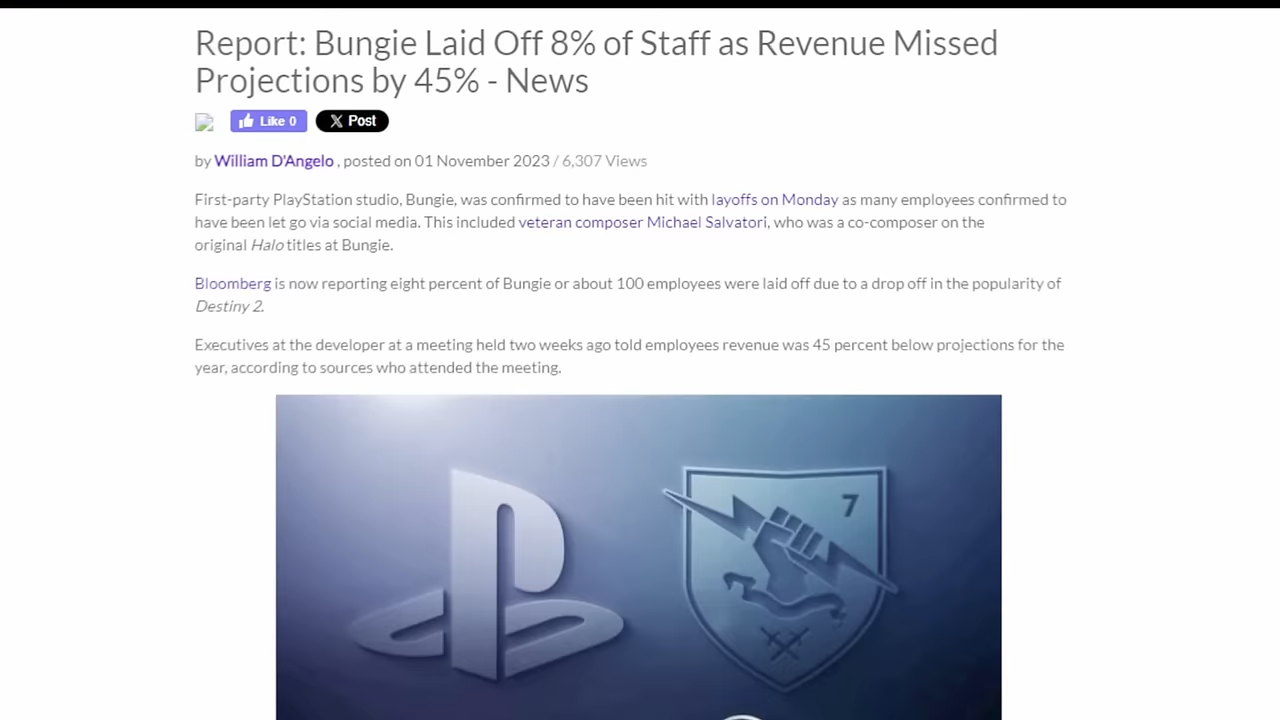 Report: Bungie Laid Off 8% of Staff as Revenue Missed
Projections by 45% - News
Like 0
X Post
by William D'Angelo , posted on 01 November 2023 / 6,307 Views
First-party PlayStation studio, Bungie, was confirmed to have been hit with layoffs on Monday as many employees confirmed to
have been let go via social media. This included veteran composer Michael Salvatori, who was a co-composer on the
original Halo titles at Bungie.
Bloomberg is now reporting eight percent of Bungie or about 100 employees were laid off due to a drop off in the popularity of
Destiny 2.
Executives at the developer at a meeting held two weeks ago told employees revenue was 45 percent below projections for the
year, according to sources who attended the meeting.
7